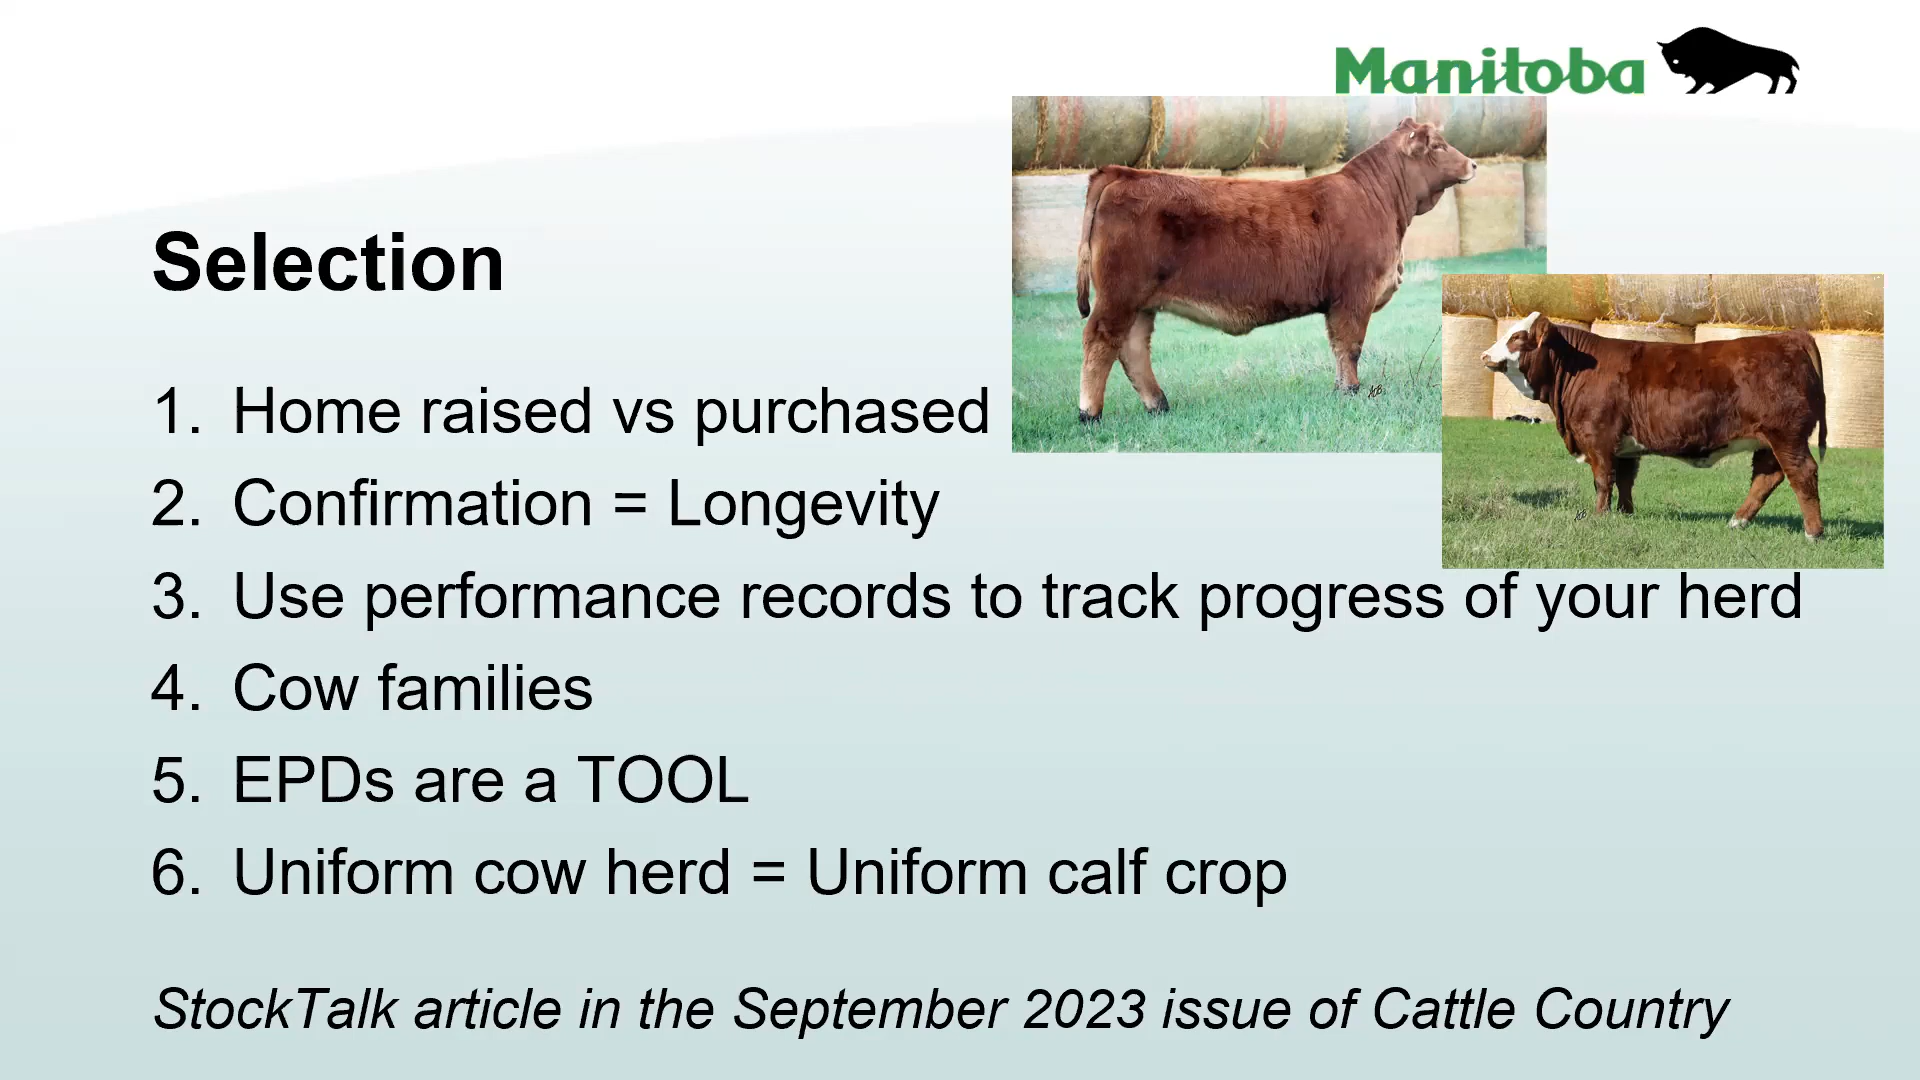 Manitoba
Selection
1. Home raised vs purchased
2. Confirmation = Longevity
3. Use performance records to track progress of your herd
4. Cow families
5. EPDs are a TOOL
6. Uniform cow herd = Uniform calf crop
StockTalk article in the September 2023 issue of Cattle Country